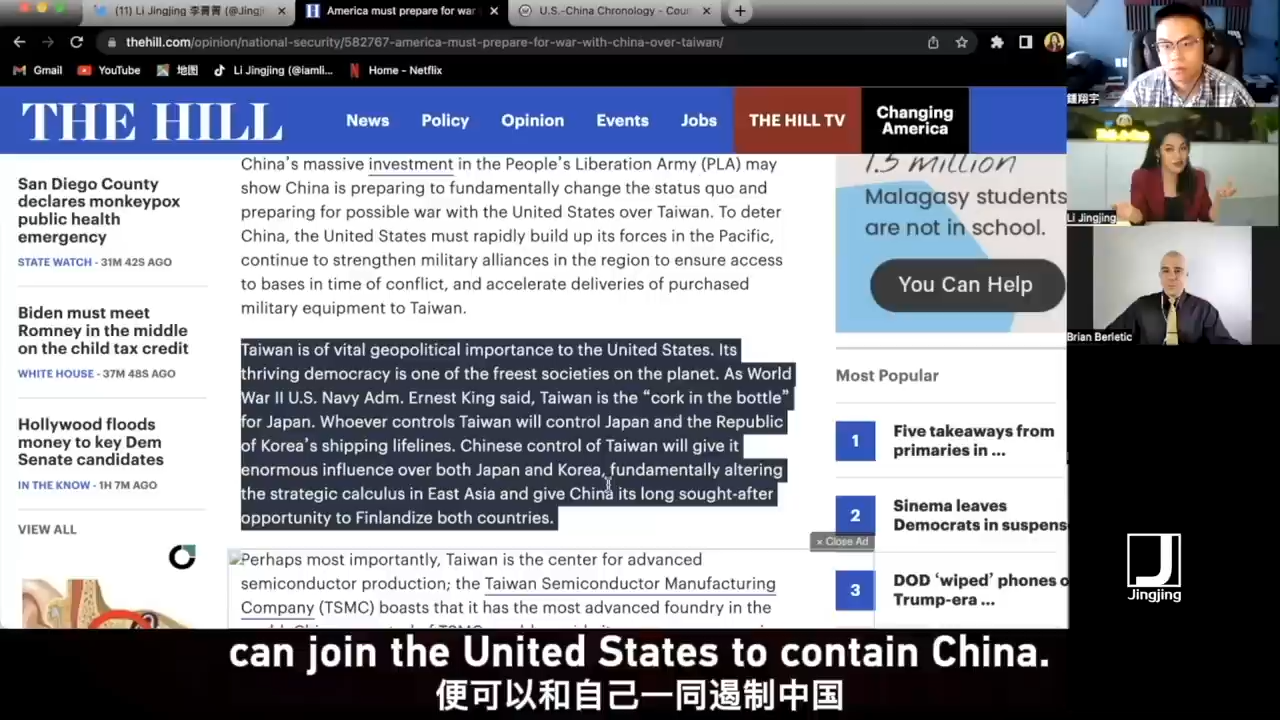 (11) Li Jingjing 李菁菁 (@Jingj
America must prepare for war
U.S.-China Chronology - Coun
thehill.com/opinion/national-security/582767-america-must-prepare-for-war-with-china-over-taiwan/
Gmail
YouTube
地图
Li Jingjing (@iamli...
Home - Netflix
THE HILL
News
Policy
Opinion
Events
Jobs
THE HILL TV
Changing
America
San Diego County
declares monkeypox
public health
emergency
STATE WATCH - 31M 42S AGO
Biden must meet
Romney in the middle
on the child tax credit
WHITE HOUSE - 37M 48S AGO
Hollywood floods
money to key Dem
Senate candidates
IN THE KNOW - 1H 7M AGO
VIEW ALL
China's massive investment in the People's Liberation Army (PLA) may
show China is preparing to fundamentally change the status quo and
preparing for possible war with the United States over Taiwan. To deter
China, the United States must rapidly build up its forces in the Pacific,
continue to strengthen military alliances in the region to ensure access
to bases in time of conflict, and accelerate deliveries of purchased
military equipment to Taiwan.
Taiwan is of vital geopolitical importance to the United States. Its
thriving democracy is one of the freest societies on the planet. As World
War II U.S. Navy Adm. Ernest King said, Taiwan is the “cork in the bottle”
for Japan. Whoever controls Taiwan will control Japan and the Republic
of Korea's shipping lifelines. Chinese control of Taiwan will give it
enormous influence over both Japan and Korea, fundamentally altering
the strategic calculus in East Asia and give China its long sought-after
opportunity to Finlandize both countries.
Perhaps most importantly, Taiwan is the center for advanced
semiconductor production; the Taiwan Semiconductor Manufacturing
Company (TSMC) boasts that it has the most advanced foundry in the
1.5 million
Malagasy students
are not in school.
You Can Help
Most Popular
1
Five takeaways from
primaries in ...
2
Sinema leaves
Democrats in suspens
× Close Ad
3
DOD ‘wiped’ phones o
Trump-era ...
鍾翔宇
Li Jingjing
Brian Berletic
J
Jingjing
can join the United States to contain China.
便可以和自己一同遏制中国